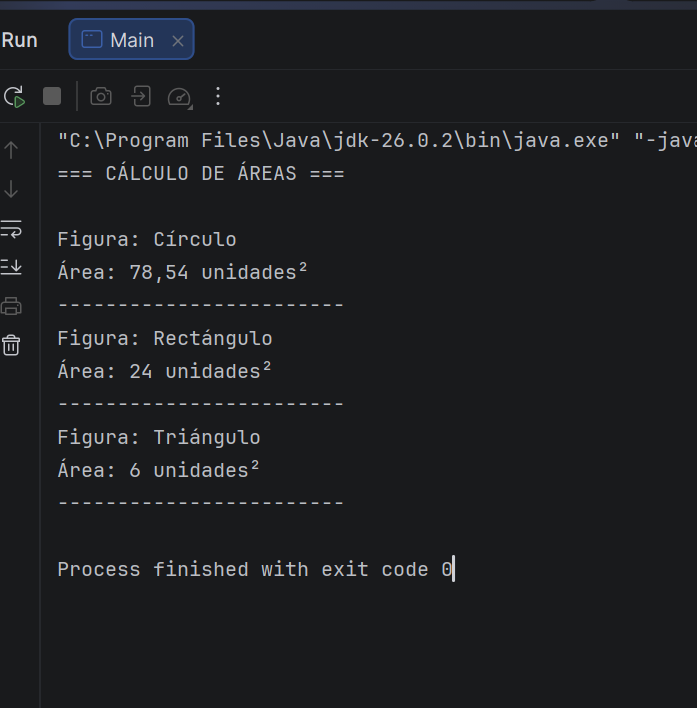 Run
Main
"C:\Program Files\Java\jdk-26.0.2\bin\java.exe" "-jav
=== CÁLCULO DE ÁREAS ===
Figura: Círculo
Área: 78,54 unidades²
------------------------
Figura: Rectángulo
Área: 24 unidades²
------------------------
Figura: Triángulo
Área: 6 unidades²
------------------------
Process finished with exit code 0